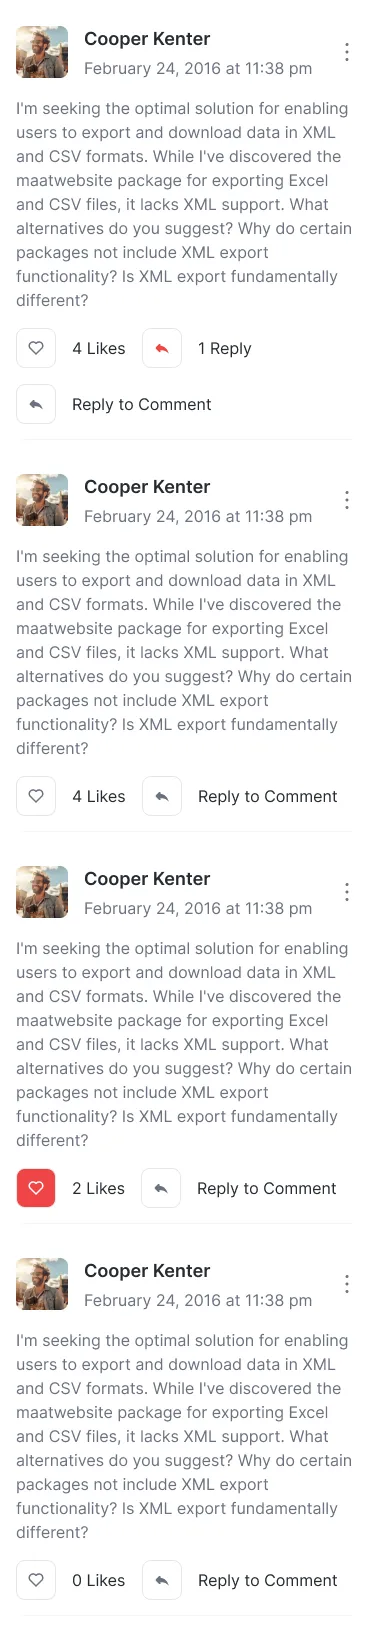 Cooper Kenter
February 24, 2016 at 11:38 pm
I'm seeking the optimal solution for enabling
users to export and download data in XML
and CSV formats. While I've discovered the
maatwebsite package for exporting Excel
and CSV files, it lacks XML support. What
alternatives do you suggest? Why do certain
packages not include XML export
functionality? Is XML export fundamentally
different?
4 Likes 1 Reply
Reply to Comment
Cooper Kenter
February 24, 2016 at 11:38 pm
I'm seeking the optimal solution for enabling
users to export and download data in XML
and CSV formats. While I've discovered the
maatwebsite package for exporting Excel
and CSV files, it lacks XML support. What
alternatives do you suggest? Why do certain
packages not include XML export
functionality? Is XML export fundamentally
different?
4 Likes Reply to Comment
Cooper Kenter
February 24, 2016 at 11:38 pm
I'm seeking the optimal solution for enabling
users to export and download data in XML
and CSV formats. While I've discovered the
maatwebsite package for exporting Excel
and CSV files, it lacks XML support. What
alternatives do you suggest? Why do certain
packages not include XML export
functionality? Is XML export fundamentally
different?
2 Likes Reply to Comment
Cooper Kenter
February 24, 2016 at 11:38 pm
I'm seeking the optimal solution for enabling
users to export and download data in XML
and CSV formats. While I've discovered the
maatwebsite package for exporting Excel
and CSV files, it lacks XML support. What
alternatives do you suggest? Why do certain
packages not include XML export
functionality? Is XML export fundamentally
different?
0 Likes Reply to Comment